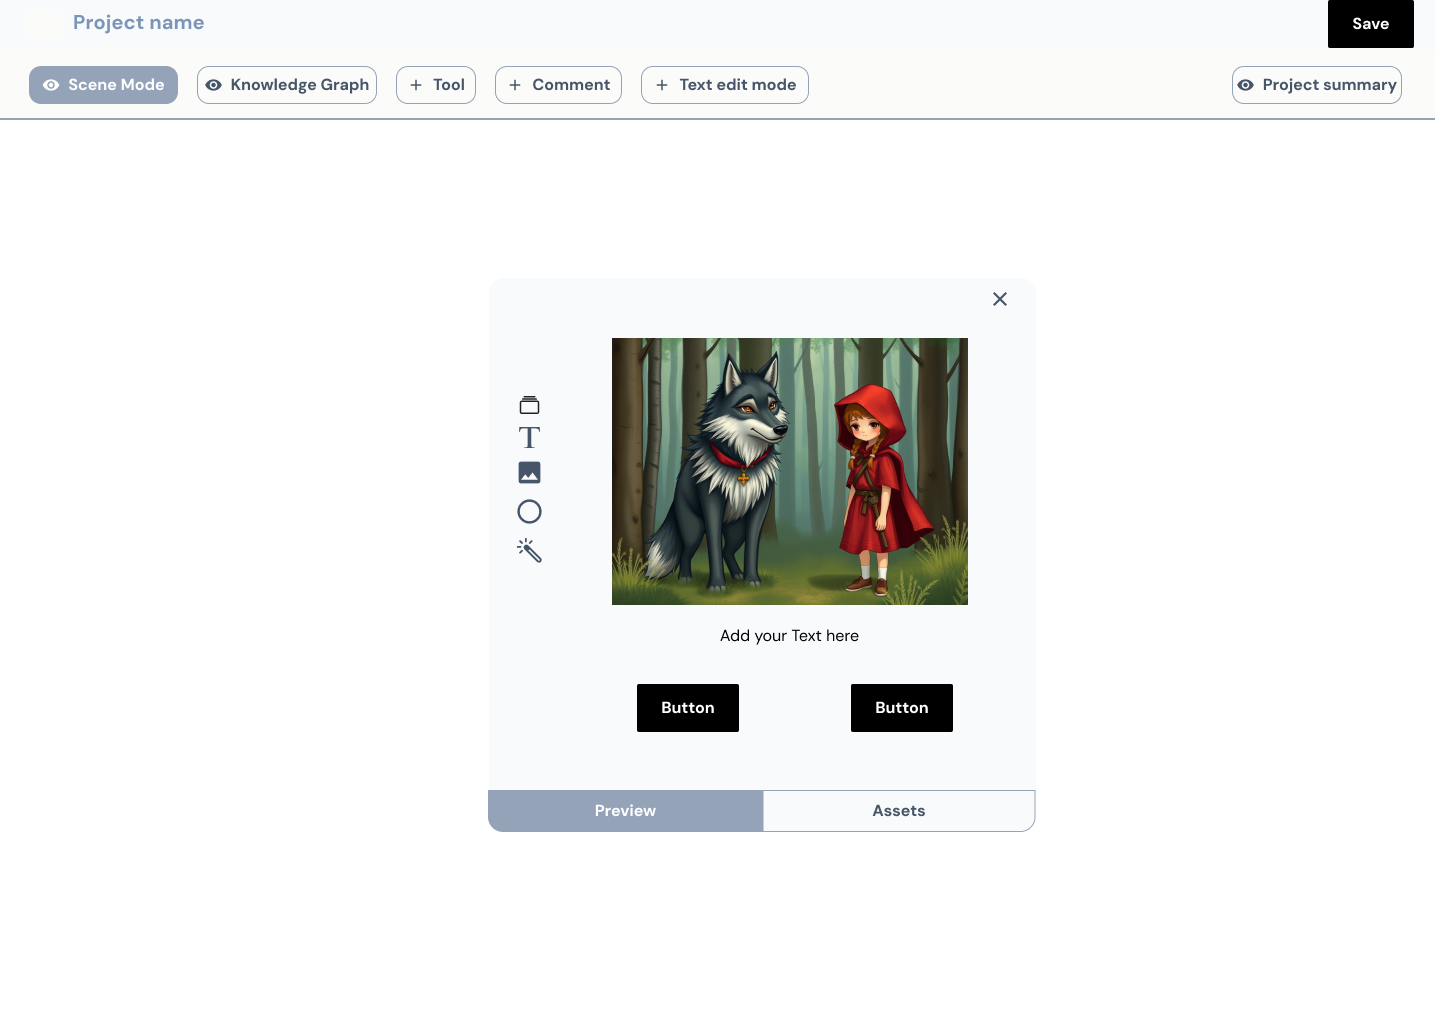 Project name
Save
Scene Mode
Knowledge Graph
Tool
Comment
Text edit mode
Project summary
T
Add your Text here
Button
Button
Preview
Assets